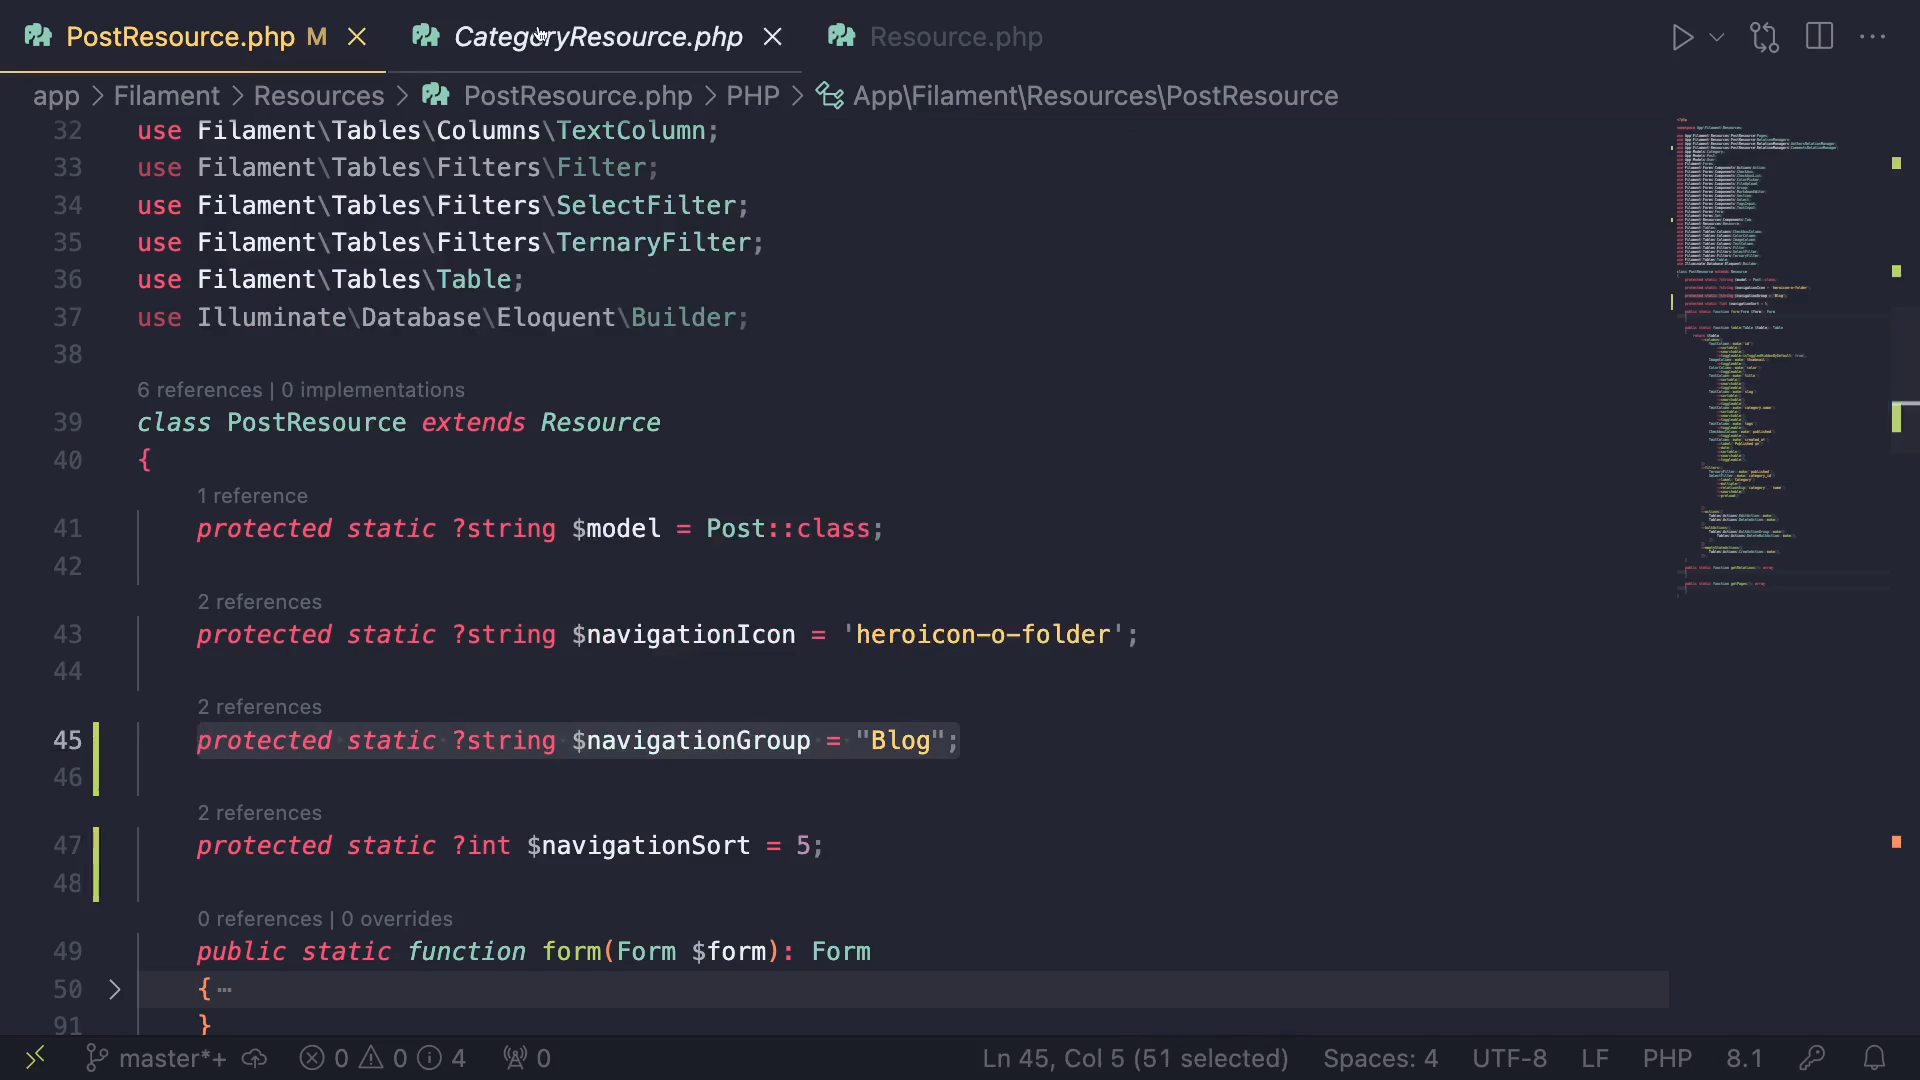 PostResource.php M CategoryResource.php Resource.php
app Filament Resources PostResource.php PHP App\Filament\Resources\PostResource
32 use Filament\Tables\Columns\TextColumn;
33 use Filament\Tables\Filters\Filter;
34 use Filament\Tables\Filters\SelectFilter;
35 use Filament\Tables\Filters\TernaryFilter;
36 use Filament\Tables\Table;
37 use Illuminate\Database\Eloquent\Builder;
38
6 references | 0 implementations
39 class PostResource extends Resource
40 {
1 reference
41 protected static ?string $model = Post::class;
42
2 references
43 protected static ?string $navigationIcon = 'heroicon-o-folder';
44
2 references
45 protected static ?string $navigationGroup = "Blog";
46
2 references
47 protected static ?int $navigationSort = 5;
48
0 references | 0 overrides
49 public static function form(Form $form): Form
50 { …
91 }
master*+ 0 0 4 0 Ln 45, Col 5 (51 selected) Spaces: 4 UTF-8 LF PHP 8.1